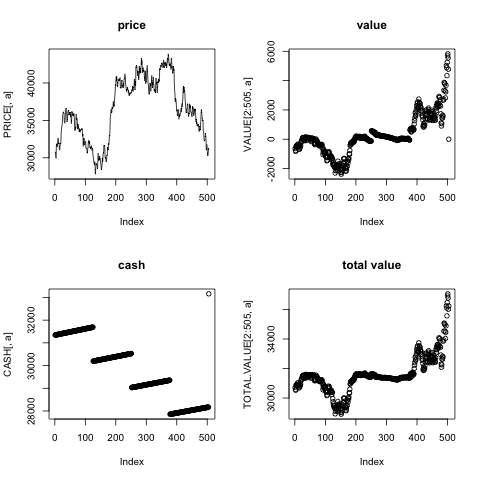 price
PRICE[, a]
30000 35000 40000
0 100 200 300 400 500
Index
value
VALUE[2:505, a]
-2000 0 2000 6000
0 100 200 300 400 500
Index
cash
CASH[, a]
28000 30000 32000
0 100 200 300 400 500
Index
total value
TOTAL.VALUE[2:505, a]
30000 34000
0 100 200 300 400 500
Index